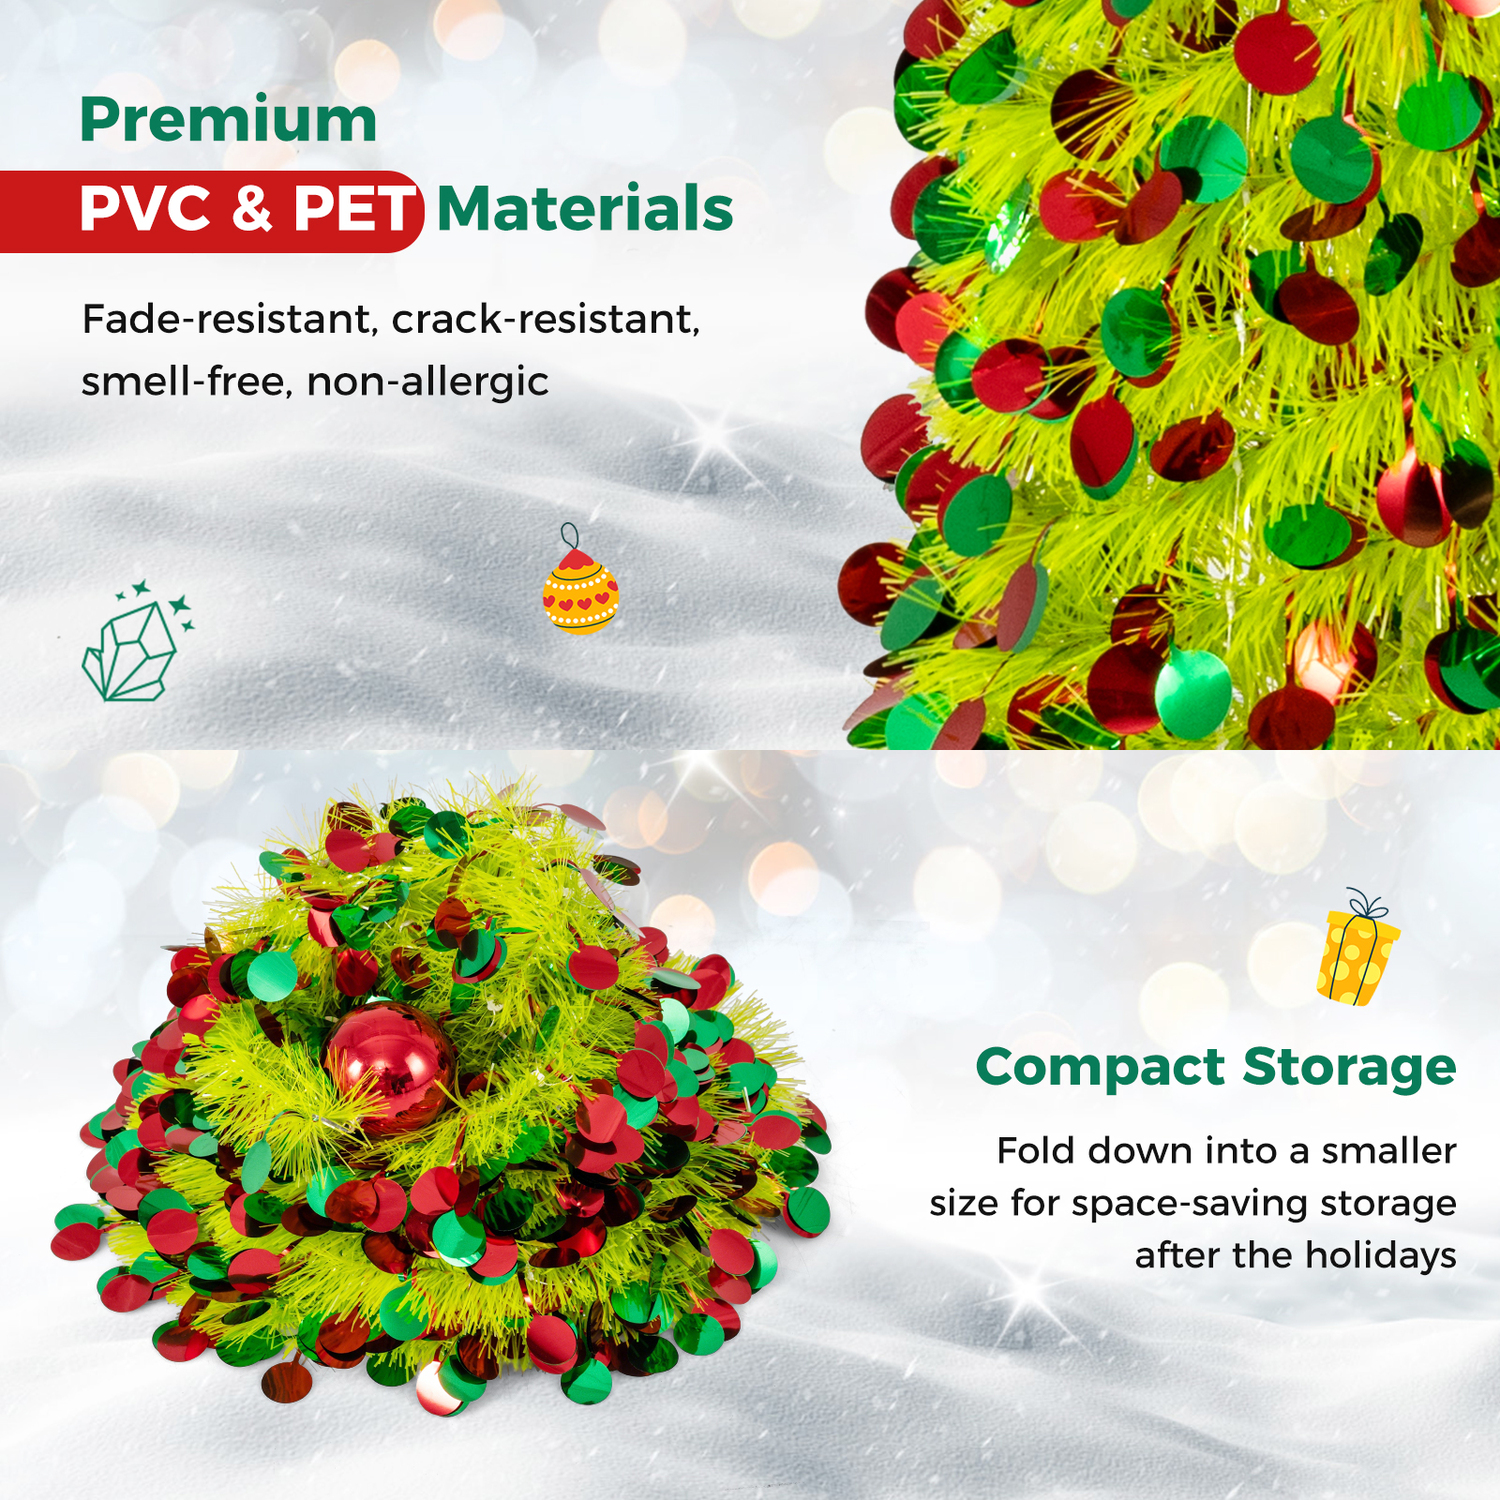 Premium
PVC & PET Materials
Fade-resistant, crack-resistant,
smell-free, non-allergic
Compact Storage
Fold down into a smaller
size for space-saving storage
after the holidays